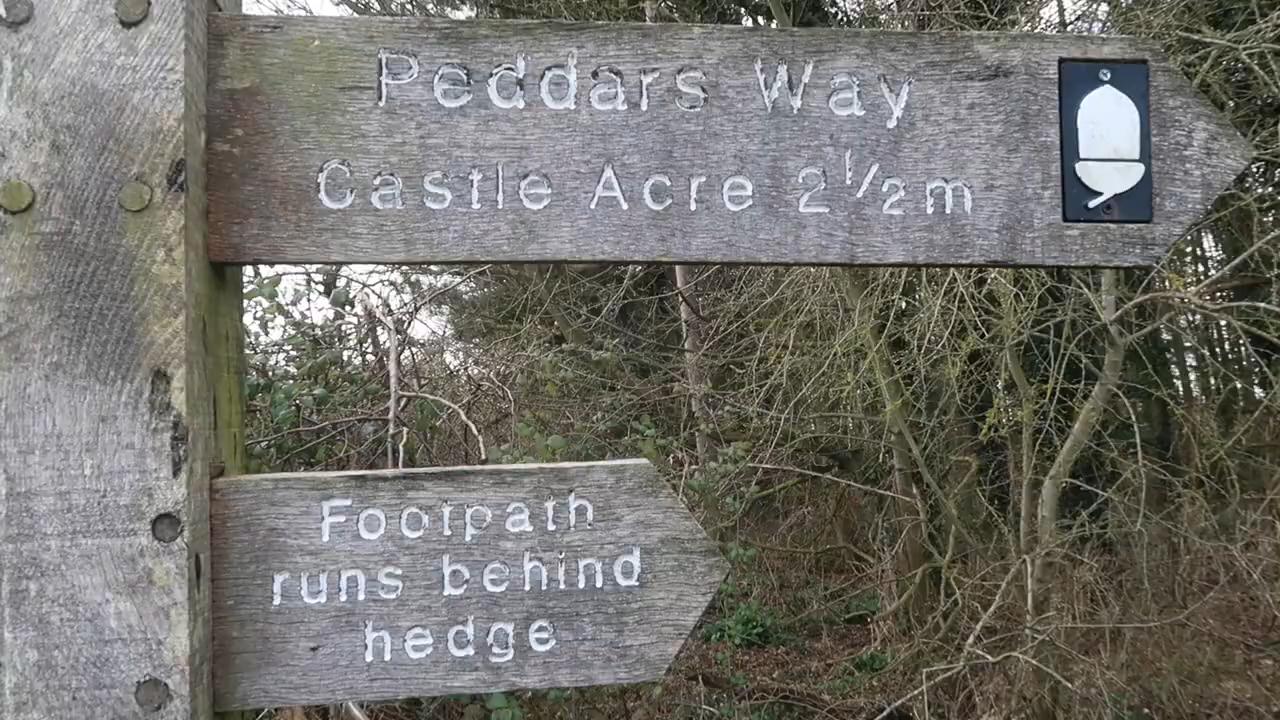 Peddars Way
Castle Acre 2½m
Footpath
runs behind
hedge